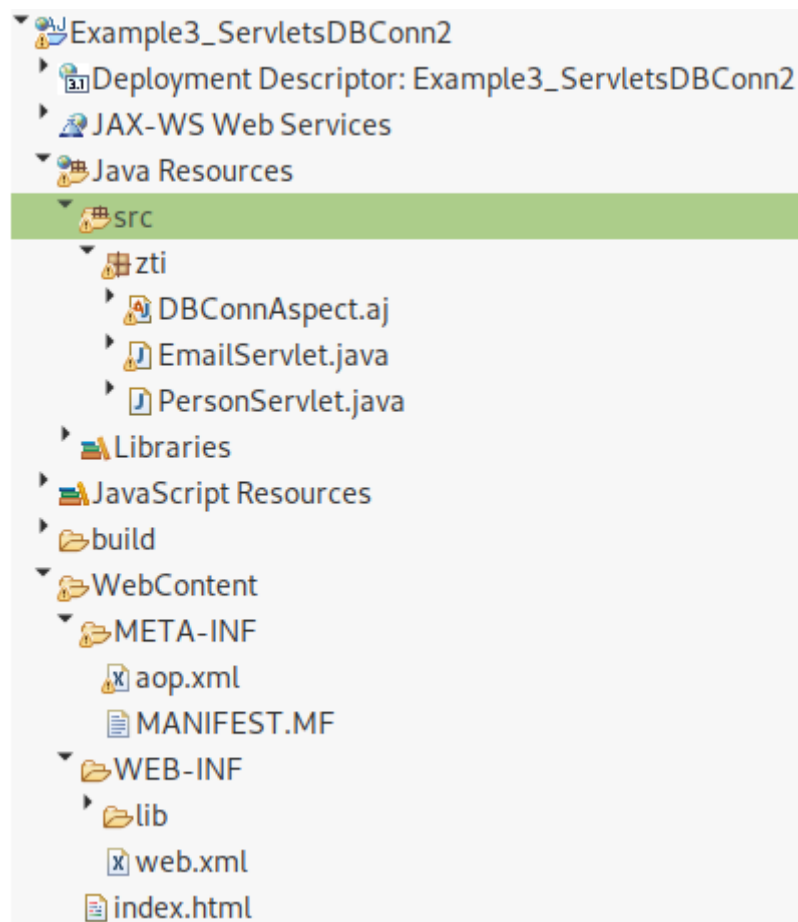 Example3_ServletsDBConn2
Deployment Descriptor: Example3_ServletsDBConn2
JAX-WS Web Services
Java Resources
src
zti
DBConnAspect.aj
EmailServlet.java
PersonServlet.java
Libraries
JavaScript Resources
build
WebContent
META-INF
aop.xml
MANIFEST.MF
WEB-INF
lib
web.xml
index.html